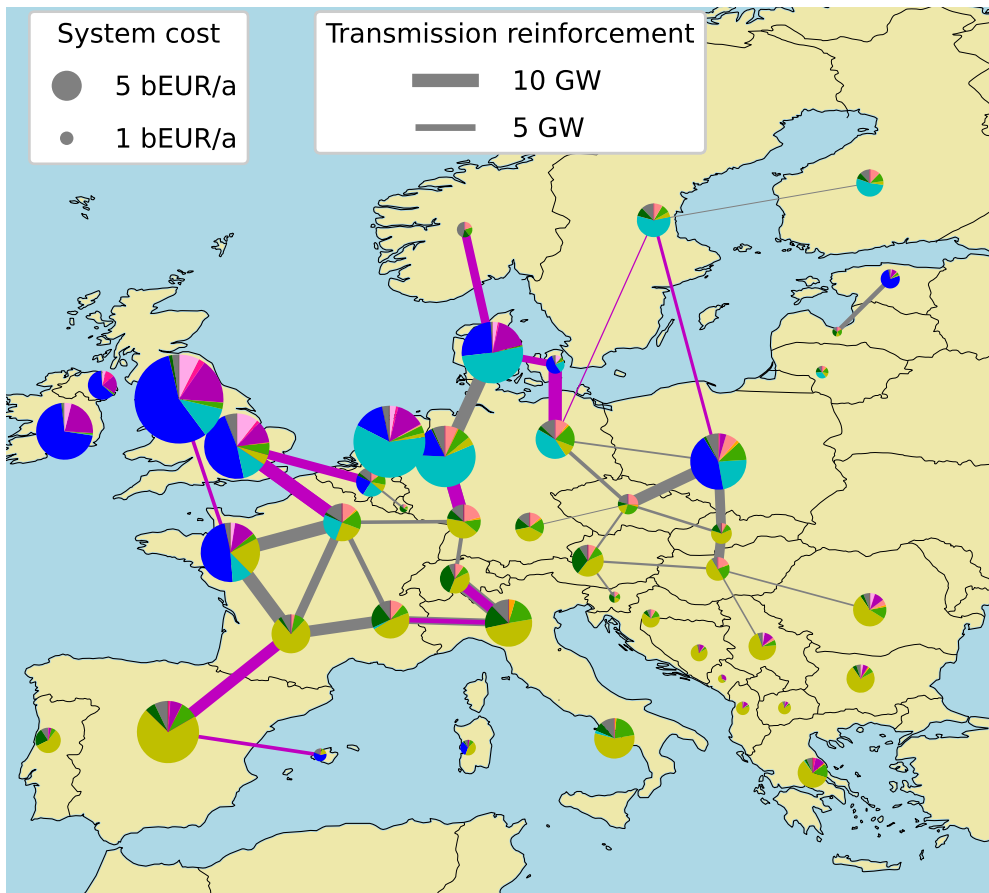 System cost
5 bEUR/a
1 bEUR/a
Transmission reinforcement
10 GW
5 GW